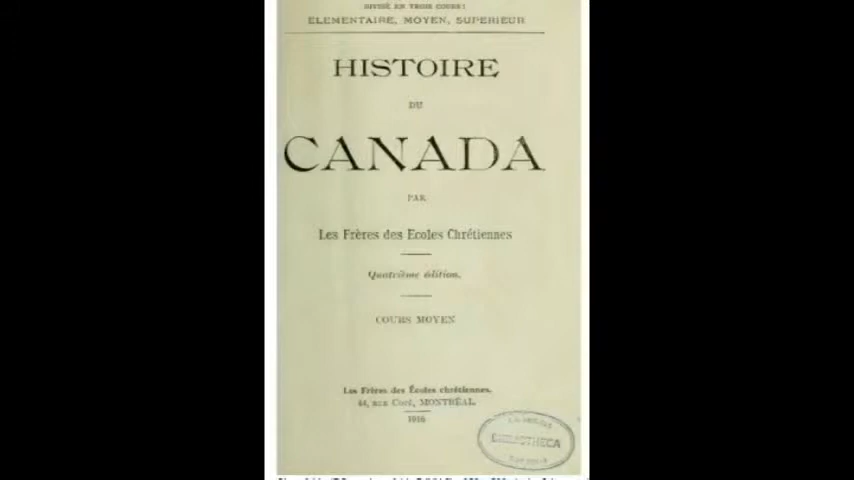 DIVISÉ EN TROIS COURS:
ÉLÉMENTAIRE, MOYEN, SUPÉRIEUR
HISTOIRE
DU
CANADA
PAR
Les Frères des Ecoles Chrétiennes
Quatrième édition.
COURS MOYEN
Les Frères des Écoles chrétiennes.
44, RUE Coté, MONTRÉAL.
1916
BIBLIOTHECA